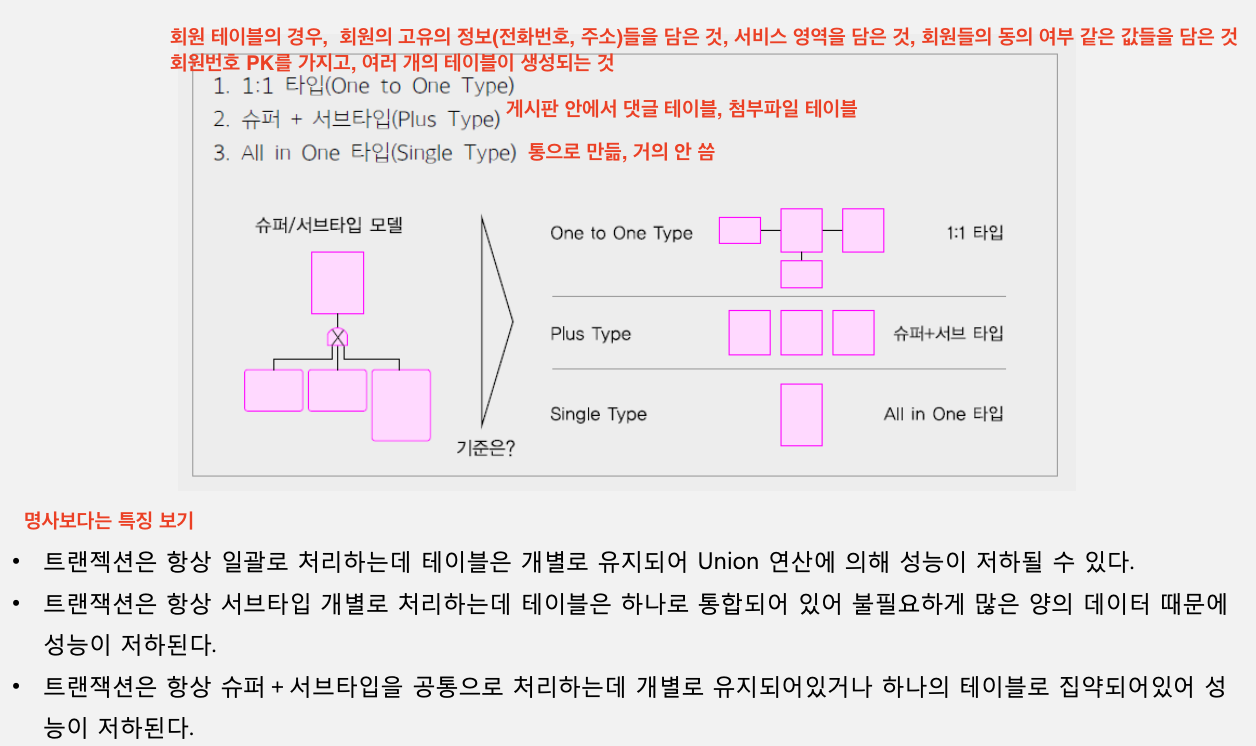 회원 테이블의 경우, 회원의 고유의 정보(전화번호, 주소)들을 담은 것, 서비스 영역을 담은 것, 회원들의 동의 여부 같은 값들을 담은 것
회원번호 PK를 가지고, 여러 개의 테이블이 생성되는 것
1. 1:1 타입(One to One Type)
2. 슈퍼 + 서브타입(Plus Type) 게시판 안에서 댓글 테이블, 첨부파일 테이블
3. All in One 타입(Single Type) 통으로 만듦, 거의 안 씀
슈퍼/서브타입 모델
기준은?
One to One Type 1:1 타입
Plus Type 슈퍼+서브 타입
Single Type All in One 타입
명사보다는 특징 보기
• 트랜젝션은 항상 일괄로 처리하는데 테이블은 개별로 유지되어 Union 연산에 의해 성능이 저하될 수 있다.
• 트랜잭션은 항상 서브타입 개별로 처리하는데 테이블은 하나로 통합되어 있어 불필요하게 많은 양의 데이터 때문에
성능이 저하된다.
• 트랜잭션은 항상 슈퍼 + 서브타입을 공통으로 처리하는데 개별로 유지되어있거나 하나의 테이블로 집약되어있어 성
능이 저하된다.